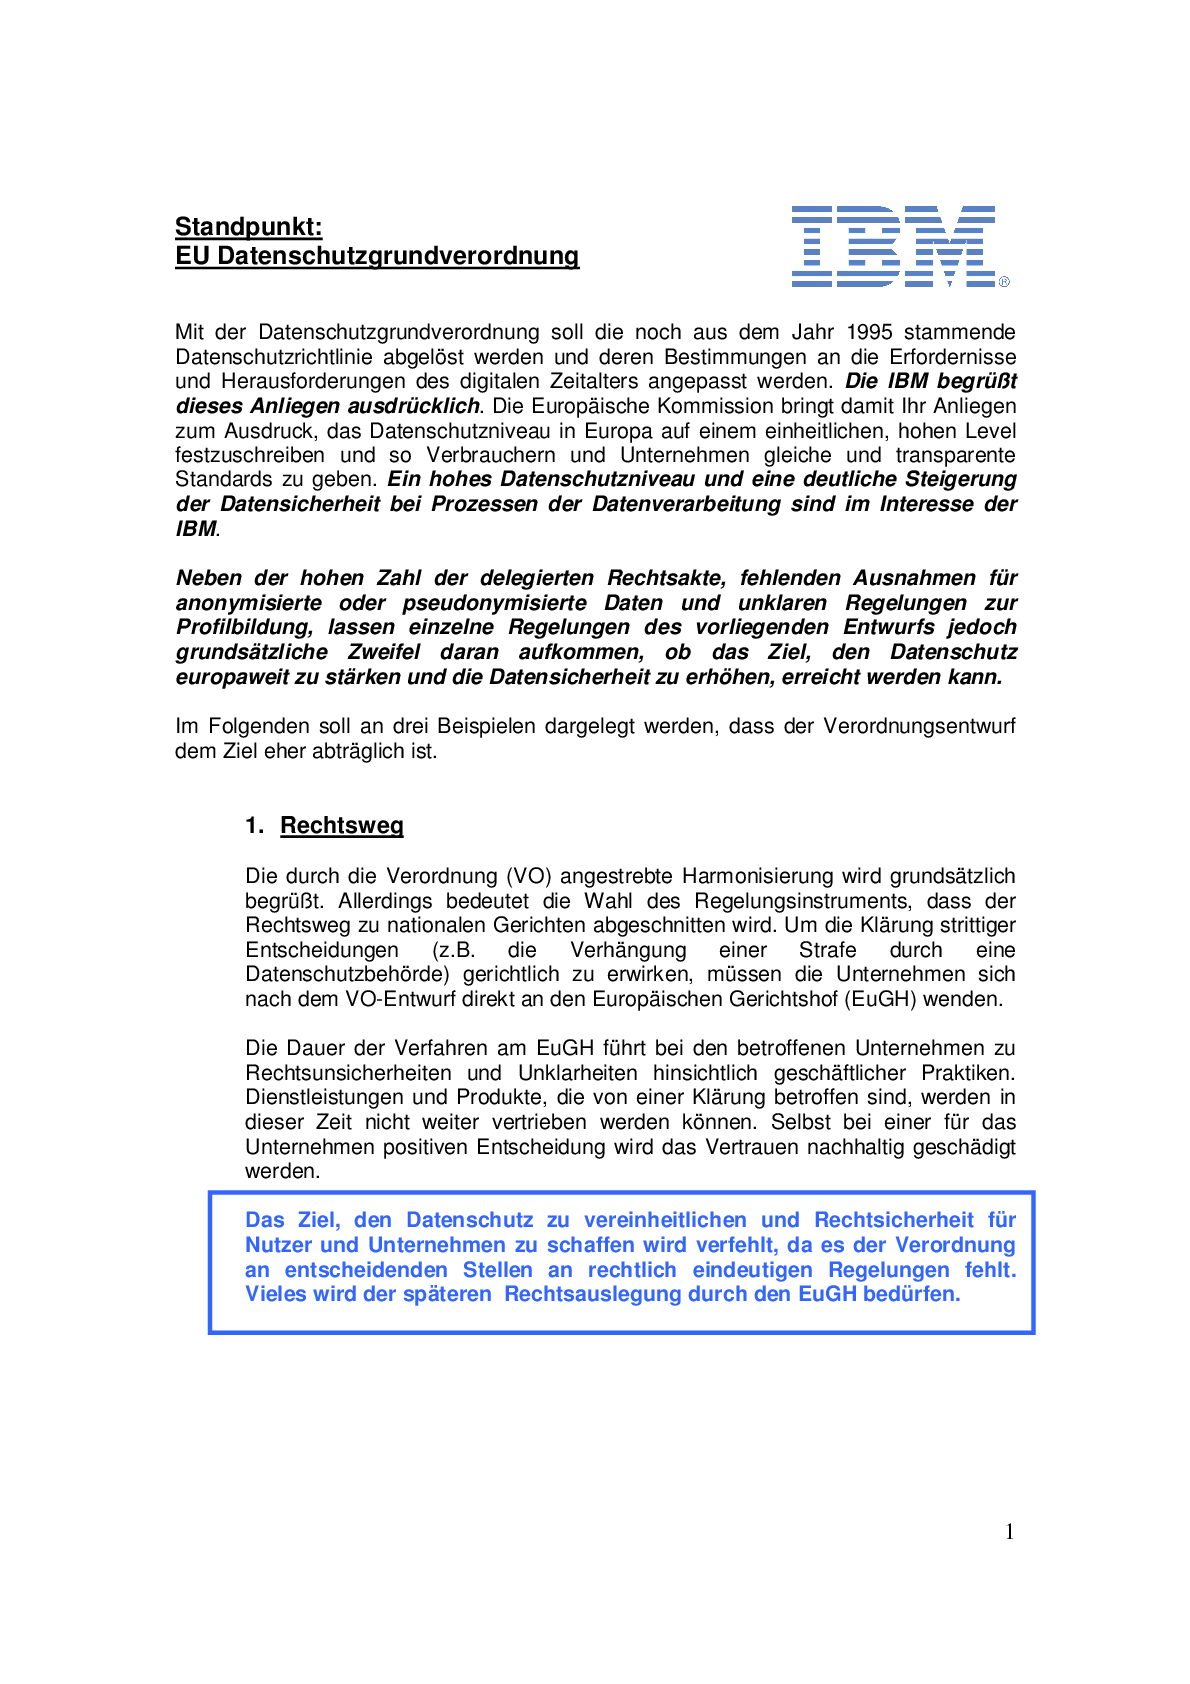 Standpunkt:
EU Datenschutzgrundverordnung
IBM®
Mit der Datenschutzgrundverordnung soll die noch aus dem Jahr 1995 stammende
Datenschutzrichtlinie abgelöst werden und deren Bestimmungen an die Erfordernisse
und Herausforderungen des digitalen Zeitalters angepasst werden. Die IBM begrüßt
dieses Anliegen ausdrücklich. Die Europäische Kommission bringt damit Ihr Anliegen
zum Ausdruck, das Datenschutzniveau in Europa auf einem einheitlichen, hohen Level
festzuschreiben und so Verbrauchern und Unternehmen gleiche und transparente
Standards zu geben. Ein hohes Datenschutzniveau und eine deutliche Steigerung
der Datensicherheit bei Prozessen der Datenverarbeitung sind im Interesse der
IBM.
Neben der hohen Zahl der delegierten Rechtsakte, fehlenden Ausnahmen für
anonymisierte oder pseudonymisierte Daten und unklaren Regelungen zur
Profilbildung, lassen einzelne Regelungen des vorliegenden Entwurfs jedoch
grundsätzliche Zweifel daran aufkommen, ob das Ziel, den Datenschutz
europaweit zu stärken und die Datensicherheit zu erhöhen, erreicht werden kann.
Im Folgenden soll an drei Beispielen dargelegt werden, dass der Verordnungsentwurf
dem Ziel eher abträglich ist.
1. Rechtsweg
Die durch die Verordnung (VO) angestrebte Harmonisierung wird grundsätzlich
begrüßt. Allerdings bedeutet die Wahl des Regelungsinstruments, dass der
Rechtsweg zu nationalen Gerichten abgeschnitten wird. Um die Klärung strittiger
Entscheidungen (z.B. die Verhängung einer Strafe durch eine
Datenschutzbehörde) gerichtlich zu erwirken, müssen die Unternehmen sich
nach dem VO-Entwurf direkt an den Europäischen Gerichtshof (EuGH) wenden.
Die Dauer der Verfahren am EuGH führt bei den betroffenen Unternehmen zu
Rechtsunsicherheiten und Unklarheiten hinsichtlich geschäftlicher Praktiken.
Dienstleistungen und Produkte, die von einer Klärung betroffen sind, werden in
dieser Zeit nicht weiter vertrieben werden können. Selbst bei einer für das
Unternehmen positiven Entscheidung wird das Vertrauen nachhaltig geschädigt
werden.
Das Ziel, den Datenschutz zu vereinheitlichen und Rechtsicherheit für
Nutzer und Unternehmen zu schaffen wird verfehlt, da es der Verordnung
an entscheidenden Stellen an rechtlich eindeutigen Regelungen fehlt.
Vieles wird der späteren Rechtsauslegung durch den EuGH bedürfen.
1